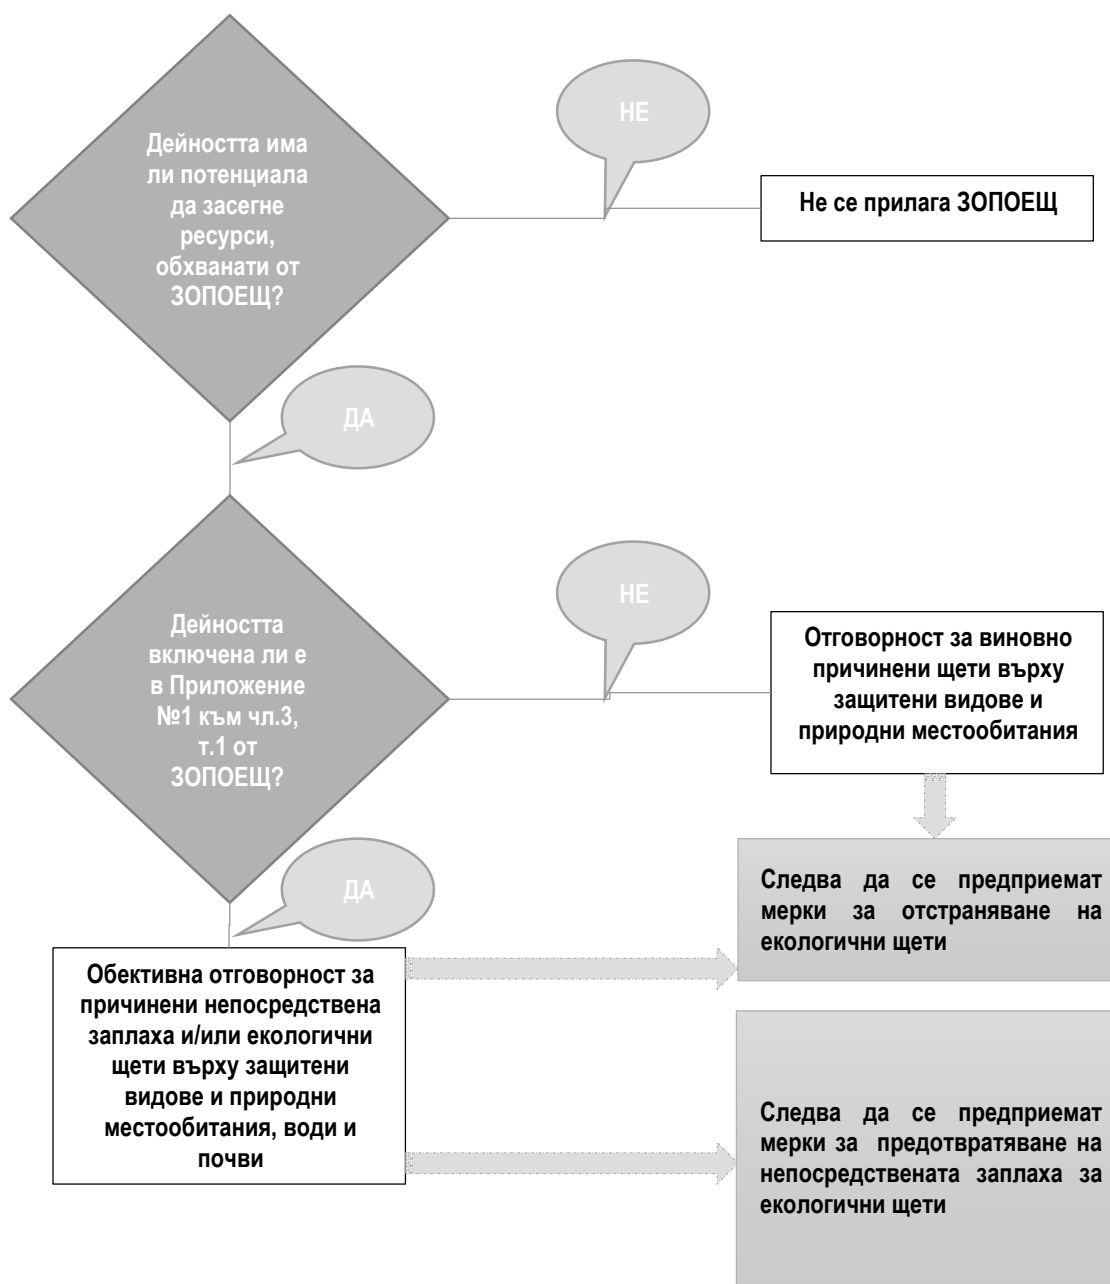 Дейността има
ли потенциала
да засегне
ресурси,
обхванати от
ЗОПОЕЩ?
НЕ
Не се прилага ЗОПОЕЩ
ДА
Дейността
включена ли е
в Приложение
№1 към чл.3,
т.1 от
ЗОПОЕЩ?
НЕ
Отговорност за виновно
причинени щети върху
защитени видове и
природни местообитания
ДА
Следва да се предприемат
мерки за отстраняване на
екологични щети
Обективна отговорност за
причинени непосредствена
заплаха и/или екологични
щети върху защитени
видове и природни
местообитания, води и
почви
Следва да се предприемат
мерки за предотвратяване на
непосредствената заплаха за
екологични щети